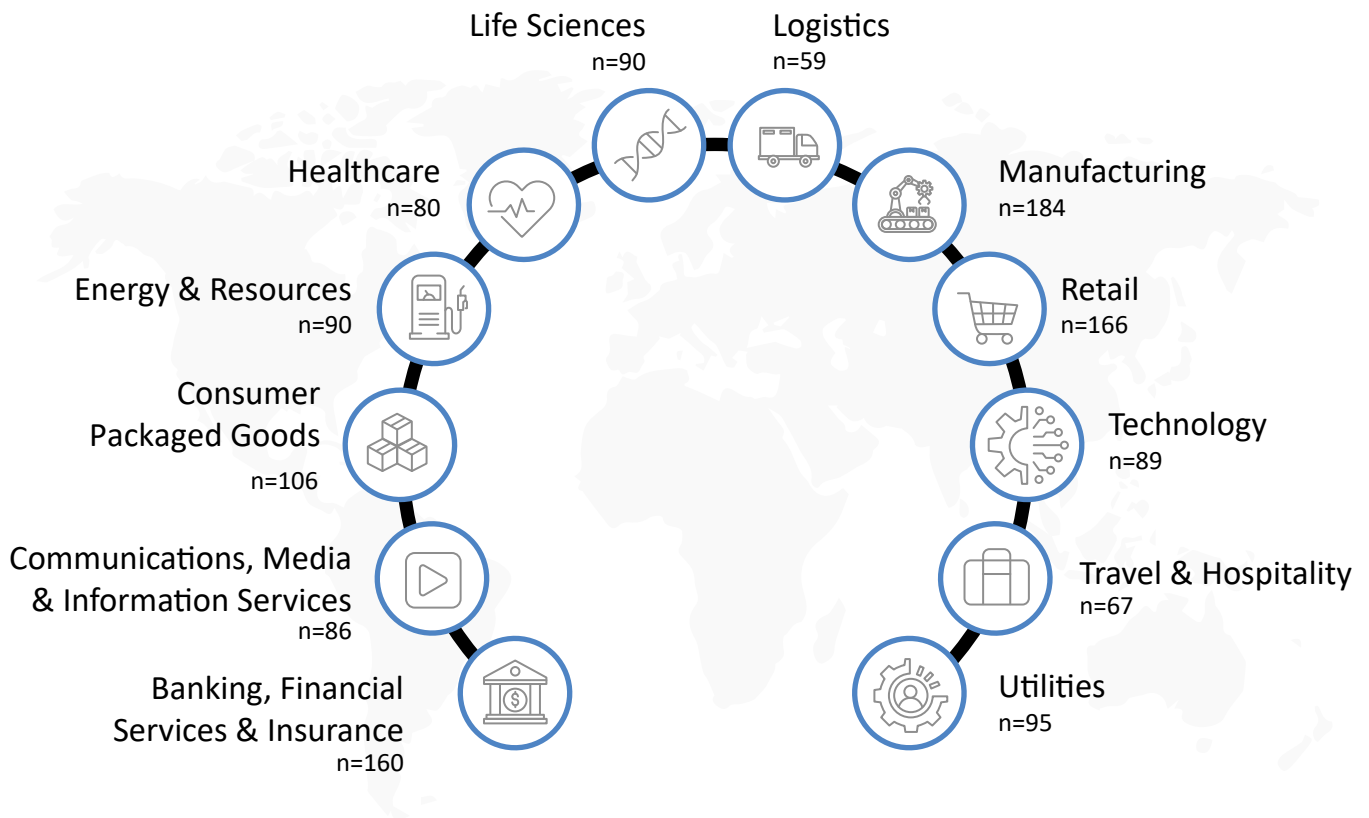 Life Sciences
n=90
Logistics
n=59
Healthcare
n=80
Manufacturing
n=184
Energy & Resources
n=90
Retail
n=166
Consumer
Packaged Goods
n=106
Technology
n=89
Communications, Media
& Information Services
n=86
Travel & Hospitality
n=67
Banking, Financial
Services & Insurance
n=160
$
Utilities
n=95